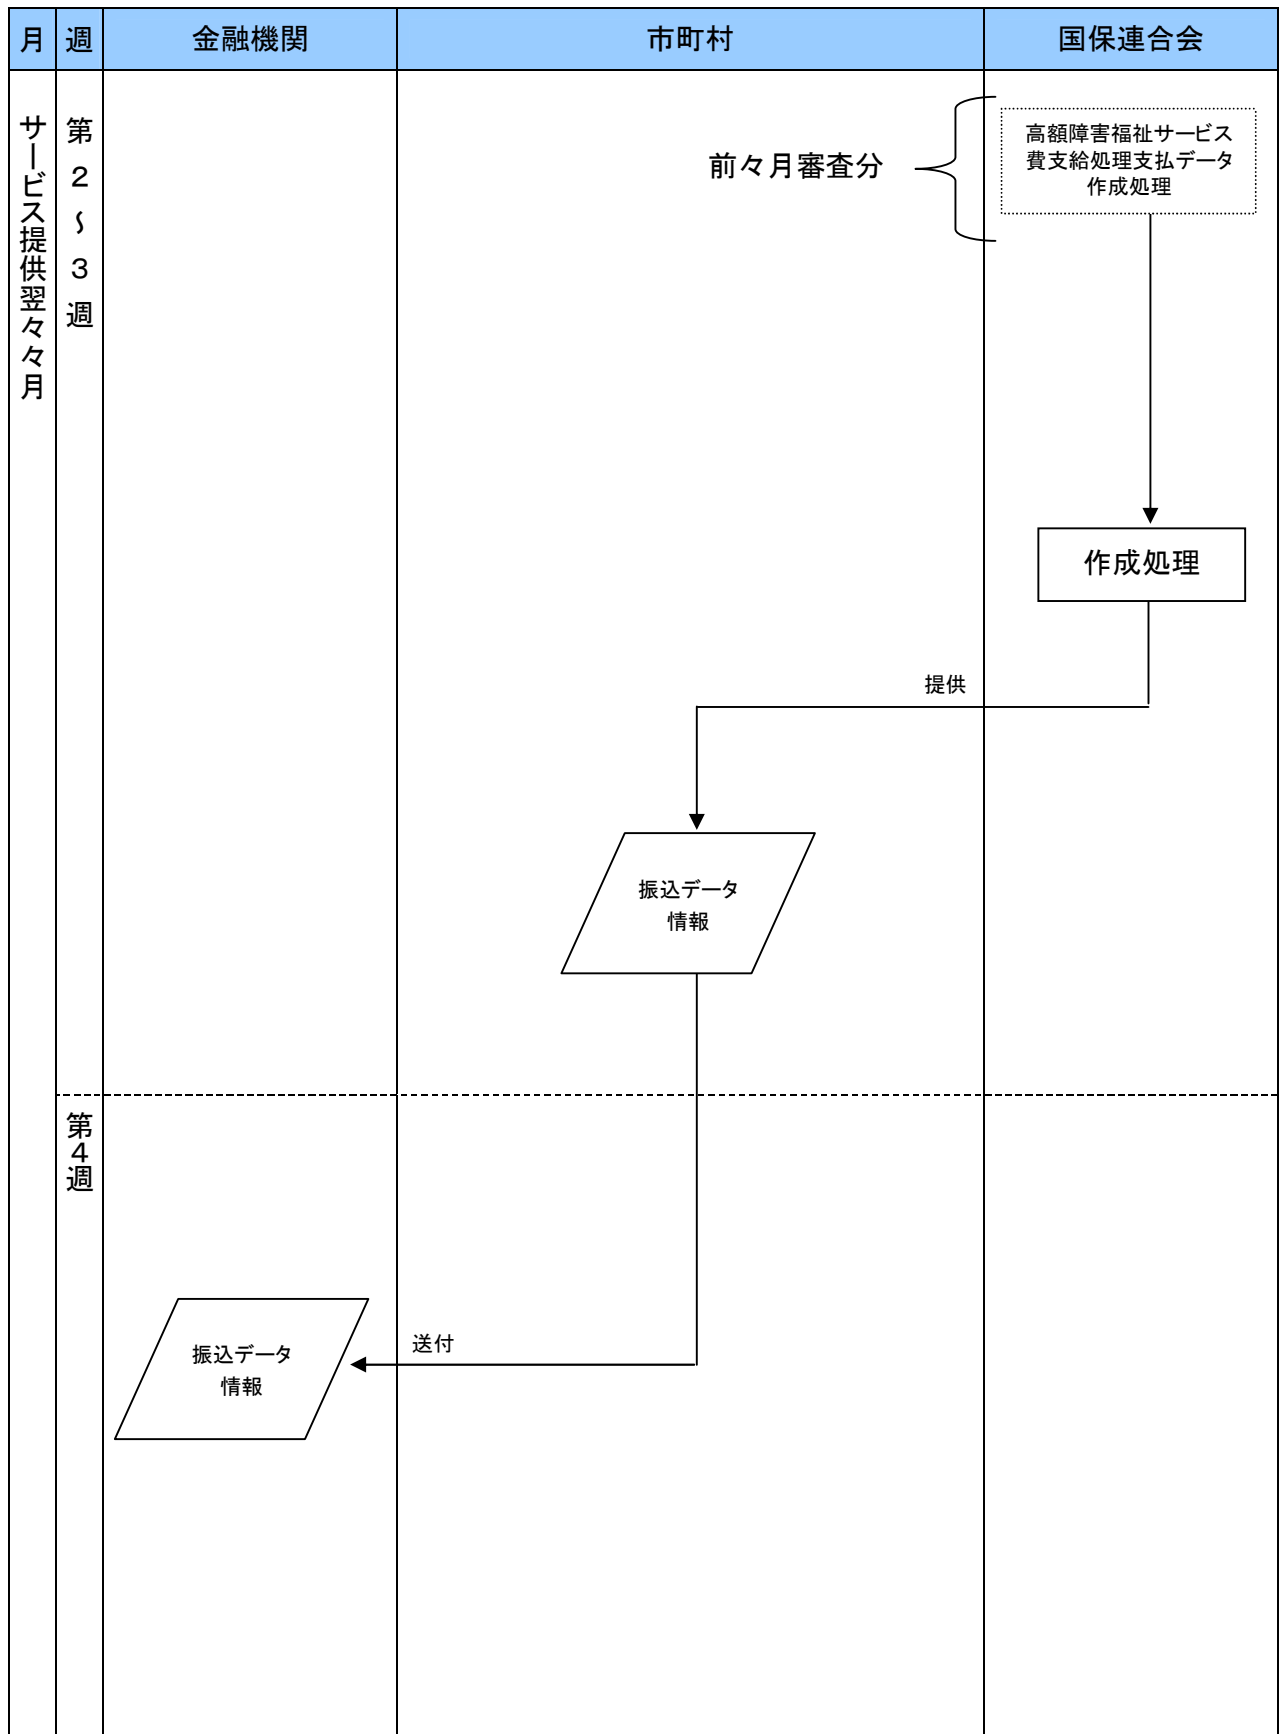 月
週
金融機関
市町村
国保連合会
サービス提供翌々々月
第２～３週
前々月審査分
高額障害福祉サービス
費支給処理支払データ
作成処理
作成処理
提供
振込データ
情報
第４週
送付
振込データ
情報